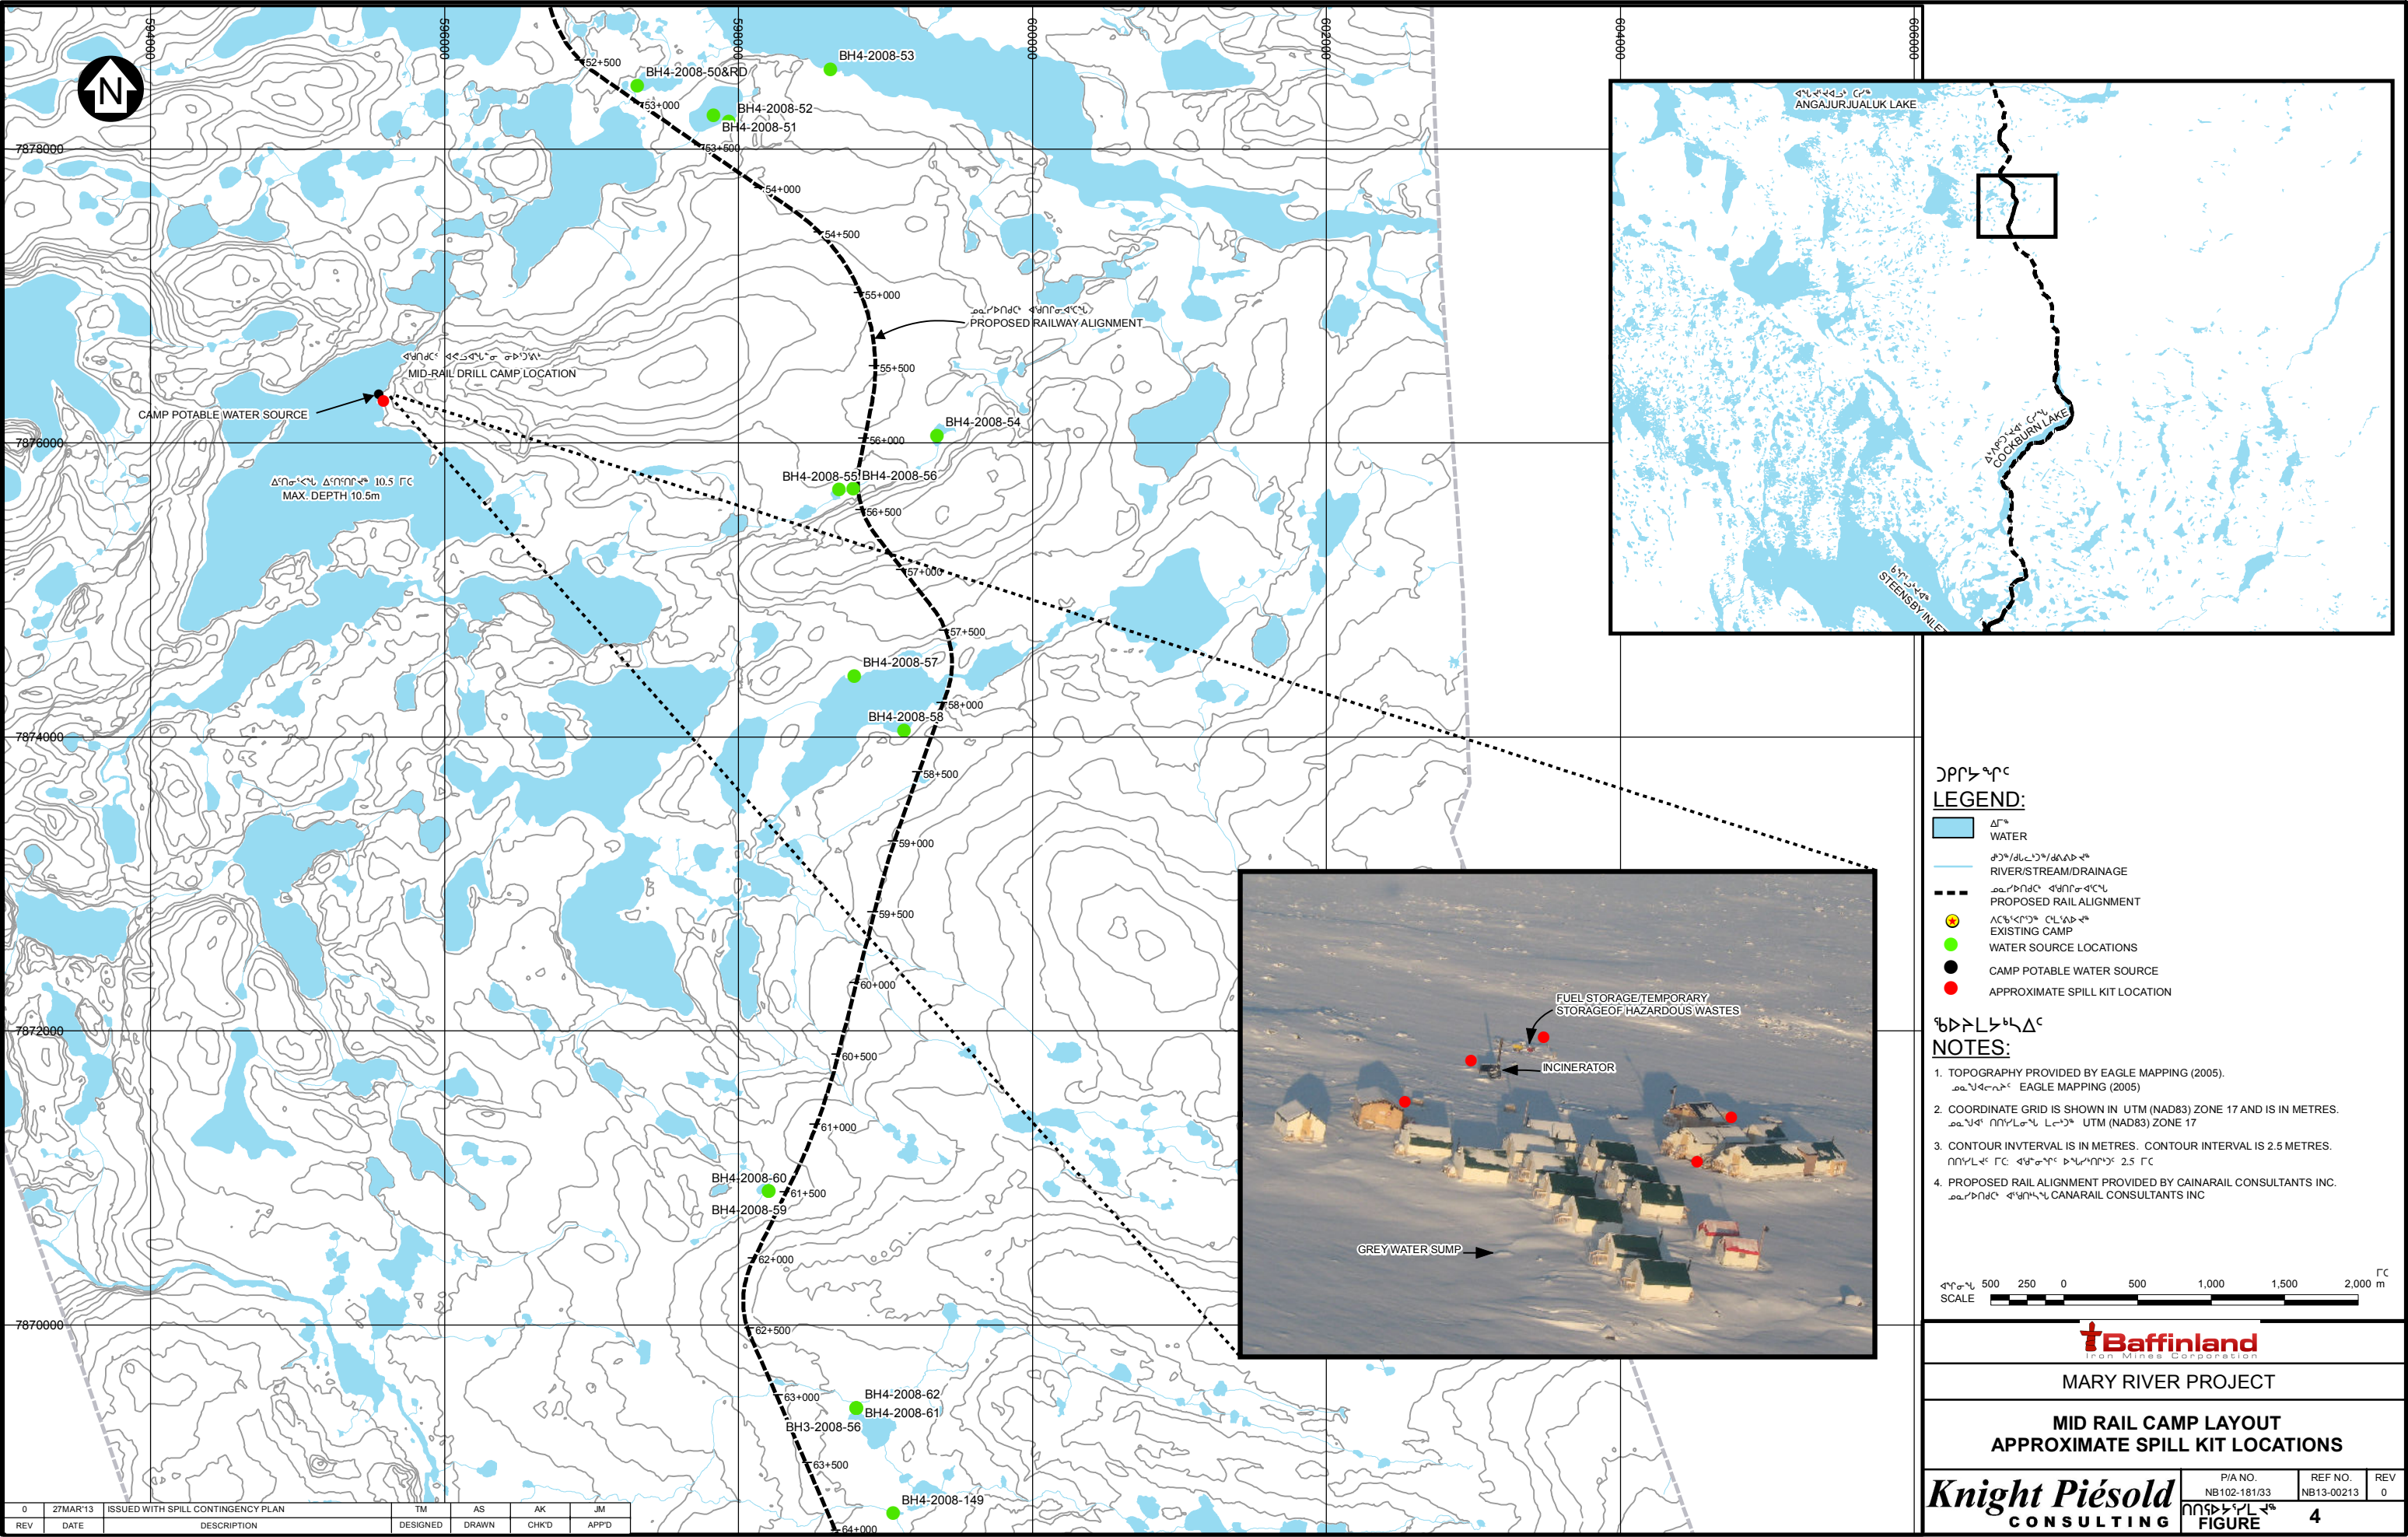 594000
596000
598000
600000
602000
604000
606000
N
52+500
BH4-2008-53
BH4-2008-50&RD
53+000
BH4-2008-52
BH4-2008-51
53+500
7878000
54+000
54+500
55+000
PROPOSED RAILWAY ALIGNMENT
MID-RAIL DRILL CAMP LOCATION
55+500
CAMP POTABLE WATER SOURCE
BH4-2008-54
56+000
7876000
BH4-2008-55
BH4-2008-56
MAX. DEPTH 10.5m
56+500
57+000
57+500
BH4-2008-57
58+000
BH4-2008-58
7874000
58+500
59+000
59+500
60+000
7872000
60+500
61+000
BH4-2008-60
61+500
BH4-2008-59
62+000
7870000
62+500
63+000
BH4-2008-62
BH4-2008-61
BH3-2008-56
63+500
BH4-2008-149
64+000
ANGAJURJUALUK LAKE
COCKBURN LAKE
STEENSBY INLET
FUEL STORAGE/TEMPORARY
STORAGEOF HAZARDOUS WASTES
INCINERATOR
GREY WATER SUMP
LEGEND:
ᐃᒥᖅ
WATER
RIVER/STREAM/DRAINAGE
PROPOSED RAIL ALIGNMENT
EXISTING CAMP
WATER SOURCE LOCATIONS
CAMP POTABLE WATER SOURCE
APPROXIMATE SPILL KIT LOCATION
NOTES:
1. TOPOGRAPHY PROVIDED BY EAGLE MAPPING (2005).
EAGLE MAPPING (2005)
2. COORDINATE GRID IS SHOWN IN UTM (NAD83) ZONE 17 AND IS IN METRES.
UTM (NAD83) ZONE 17
3. CONTOUR INVTERVAL IS IN METRES. CONTOUR INTERVAL IS 2.5 METRES.
2.5 ᒥᑕ
4. PROPOSED RAIL ALIGNMENT PROVIDED BY CAINARAIL CONSULTANTS INC.
CANARAIL CONSULTANTS INC
SCALE
500 250 0 500 1,000 1,500 2,000 m
Baffinland
Iron Mines Corporation
MARY RIVER PROJECT
MID RAIL CAMP LAYOUT
APPROXIMATE SPILL KIT LOCATIONS
Knight Piésold
CONSULTING
P/A NO.
NB102-181/33
REF NO.
NB13-00213
REV
0
FIGURE 4
0 27MAR'13 ISSUED WITH SPILL CONTINGENCY PLAN TM AS AK JM
REV DATE DESCRIPTION DESIGNED DRAWN CHK'D APP'D